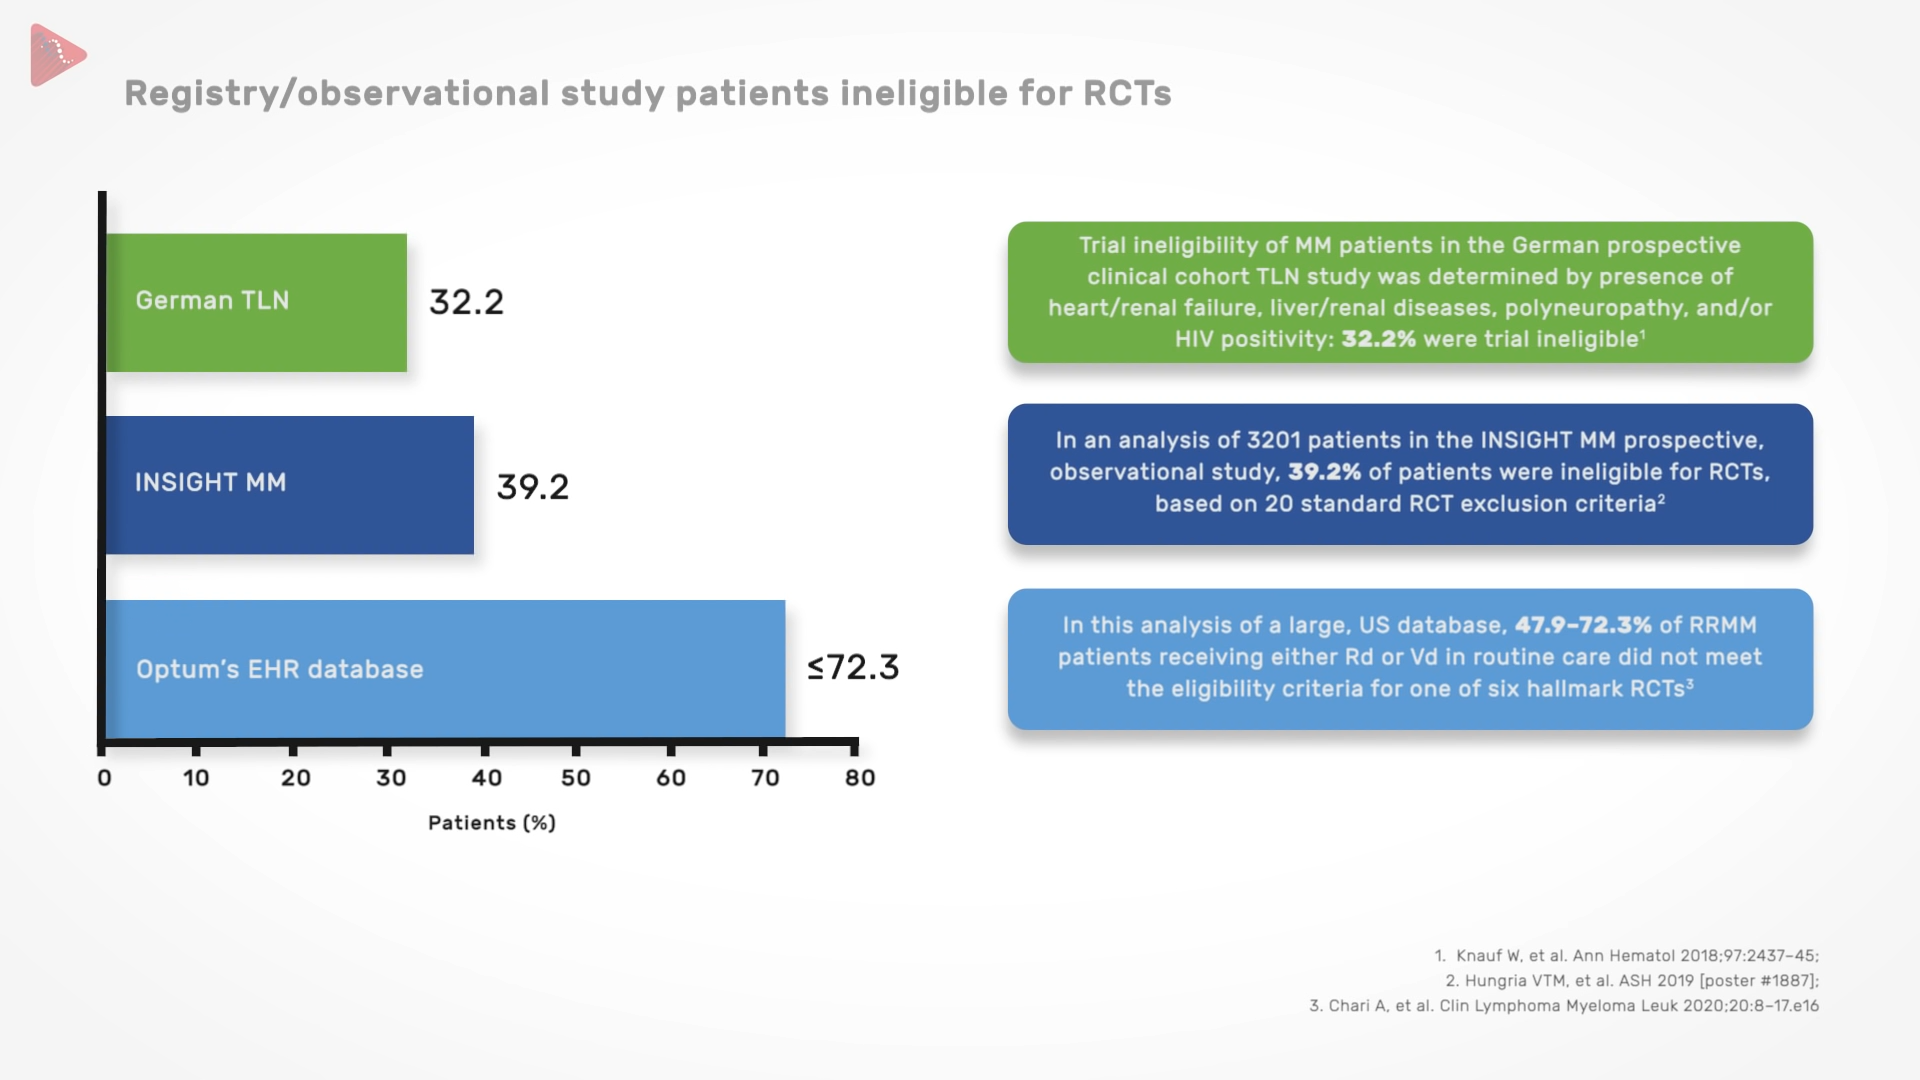 Registry/observational study patients ineligible for RCTs
German TLN
32.2
INSIGHT MM
39.2
Optum's EHR database
≤72.3
0 10 20 30 40 50 60 70 80
Patients (%)
Trial ineligibility of MM patients in the German prospective
clinical cohort TLN study was determined by presence of
heart/renal failure, liver/renal diseases, polyneuropathy, and/or
HIV positivity: 32.2% were trial ineligible¹
In an analysis of 3201 patients in the INSIGHT MM prospective,
observational study, 39.2% of patients were ineligible for RCTs,
based on 20 standard RCT exclusion criteria²
In this analysis of a large, US database, 47.9–72.3% of RRMM
patients receiving either Rd or Vd in routine care did not meet
the eligibility criteria for one of six hallmark RCTs³
1. Knauf W, et al. Ann Hematol 2018;97:2437–45;
2. Hungria VTM, et al. ASH 2019 [poster #1887];
3. Chari A, et al. Clin Lymphoma Myeloma Leuk 2020;20:8–17.e16